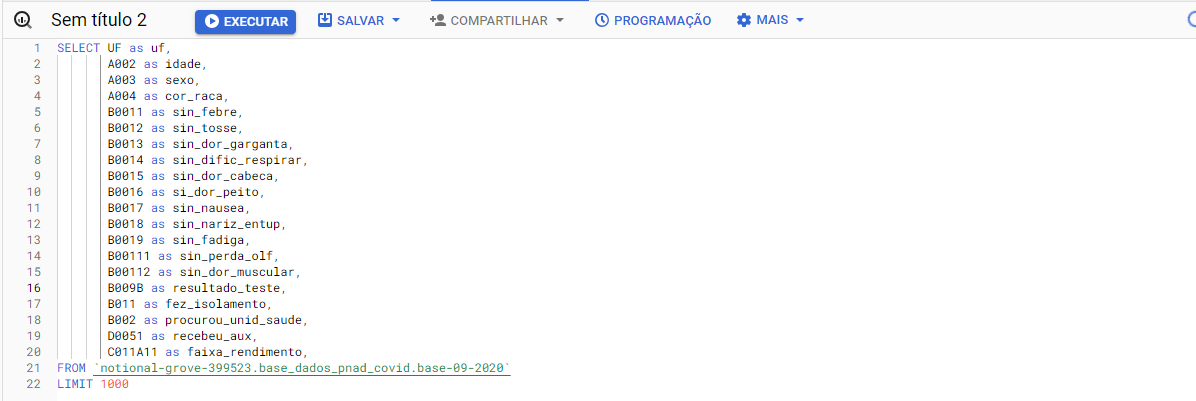 Sem título 2 EXECUTAR SALVAR COMPARTILHAR PROGRAMAÇÃO MAIS
1 SELECT UF as uf,
2 A002 as idade,
3 A003 as sexo,
4 A004 as cor_raca,
5 B0011 as sin_febre,
6 B0012 as sin_tosse,
7 B0013 as sin_dor_garganta,
8 B0014 as sin_dific_respirar,
9 B0015 as sin_dor_cabeca,
10 B0016 as si_dor_peito,
11 B0017 as sin_nausea,
12 B0018 as sin_nariz_entup,
13 B0019 as sin_fadiga,
14 B00111 as sin_perda_olf,
15 B00112 as sin_dor_muscular,
16 B009B as resultado_teste,
17 B011 as fez_isolamento,
18 B002 as procurou_unid_saude,
19 D0051 as recebeu_aux,
20 C011A11 as faixa_rendimento,
21 FROM `notional-grove-399523.base_dados_pnad_covid.base-09-2020`
22 LIMIT 1000